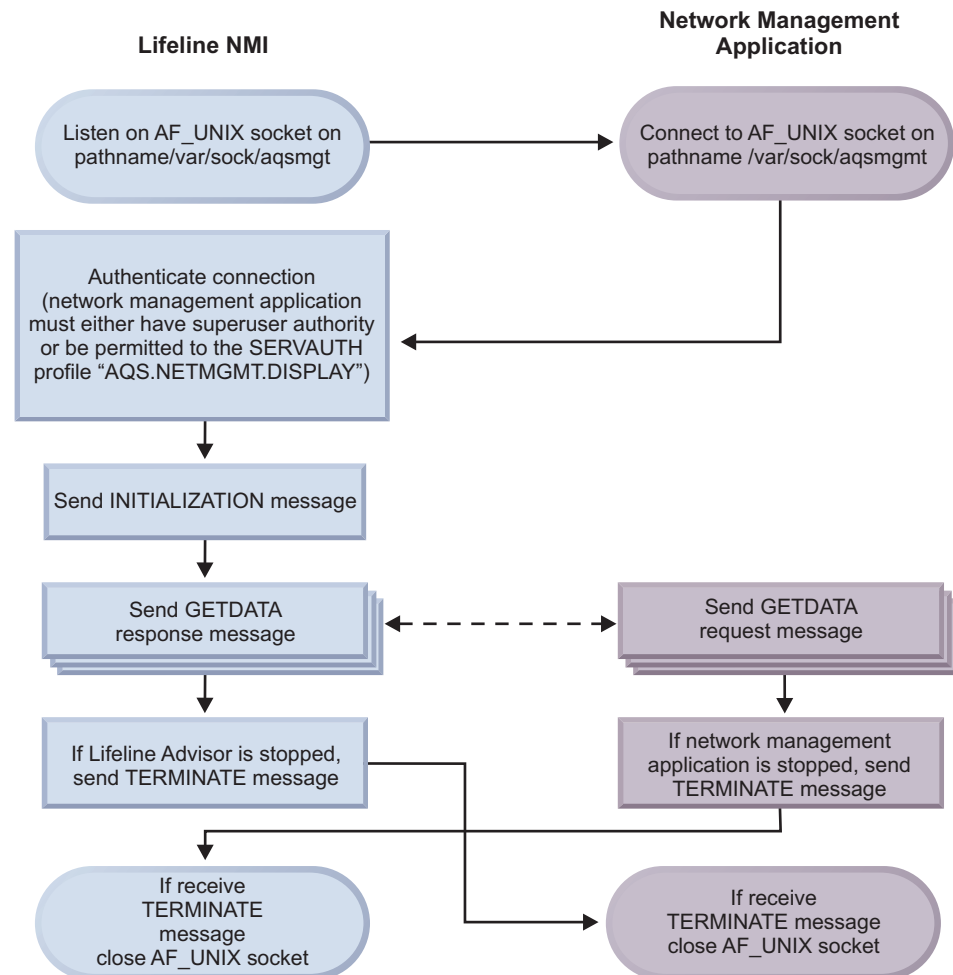 Lifeline NMI
Network Management
Application
Listen on AF_UNIX socket on
pathname/var/sock/aqsmgt
Connect to AF_UNIX socket on
pathname /var/sock/aqsmgmt
Authenticate connection
(network management application
must either have superuser authority
or be permitted to the SERVAUTH
profile “AQS.NETMGMT.DISPLAY”)
Send INITIALIZATION message
Send GETDATA
response message
Send GETDATA
request message
If Lifeline Advisor is stopped,
send TERMINATE message
If network management
application is stopped, send
TERMINATE message
If receive
TERMINATE
message
close AF_UNIX socket
If receive
TERMINATE message
close AF_UNIX socket